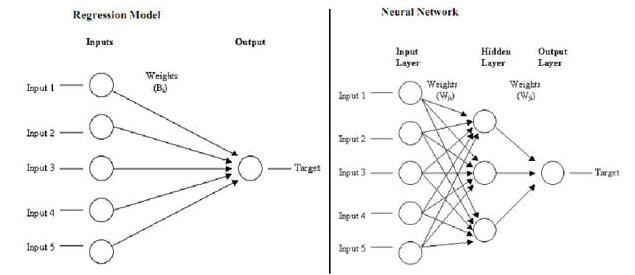 Regression Model
Inputs
Output
Weights
(Bᵢ)
Input 1
Input 2
Input 3
Input 4
Input 5
Target
Neural Network
Input
Layer
Hidden
Layer
Output
Layer
Weights
Weights
Input 1
Input 2
Input 3
Input 4
Input 5
Target